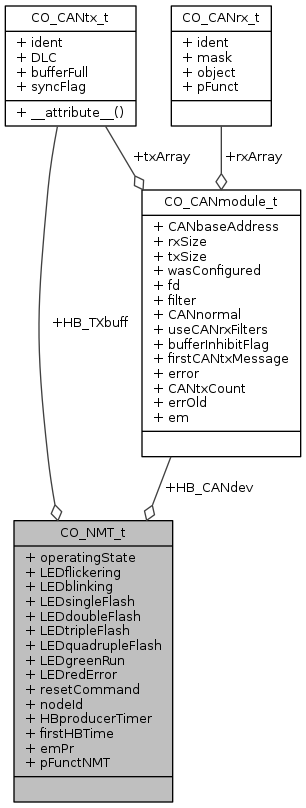 CO_CANtx_t
+ ident
+ DLC
+ bufferFull
+ syncFlag
+ __attribute__()
CO_CANrx_t
+ ident
+ mask
+ object
+ pFunct
+txArray
+rxArray
CO_CANmodule_t
+ CANbaseAddress
+ rxSize
+ txSize
+ wasConfigured
+ fd
+ filter
+ CANnormal
+ useCANrxFilters
+ bufferInhibitFlag
+ firstCANtxMessage
+ error
+ CANtxCount
+ errOld
+ em
+HB_TXbuff
+HB_CANdev
CO_NMT_t
+ operatingState
+ LEDflickering
+ LEDblinking
+ LEDsingleFlash
+ LEDdoubleFlash
+ LEDtripleFlash
+ LEDquadrupleFlash
+ LEDgreenRun
+ LEDredError
+ resetCommand
+ nodeId
+ HBproducerTimer
+ firstHBTime
+ emPr
+ pFunctNMT